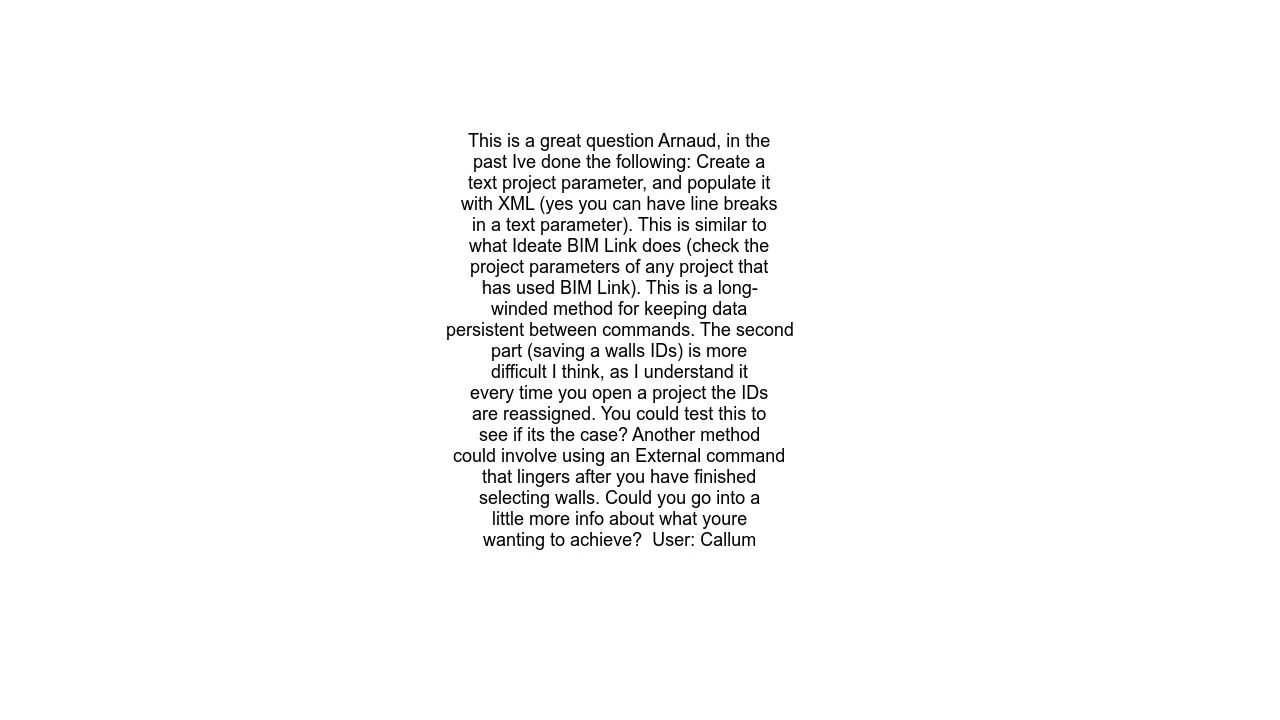 This is a great question Arnaud, in the
past Ive done the following: Create a
text project parameter, and populate it
with XML (yes you can have line breaks
in a text parameter). This is similar to
what Ideate BIM Link does (check the
project parameters of any project that
has used BIM Link). This is a long-
winded method for keeping data
persistent between commands. The second
part (saving a walls IDs) is more
difficult I think, as I understand it
every time you open a project the IDs
are reassigned. You could test this to
see if its the case? Another method
could involve using an External command
that lingers after you have finished
selecting walls. Could you go into a
little more info about what youre
wanting to achieve?  User: Callum